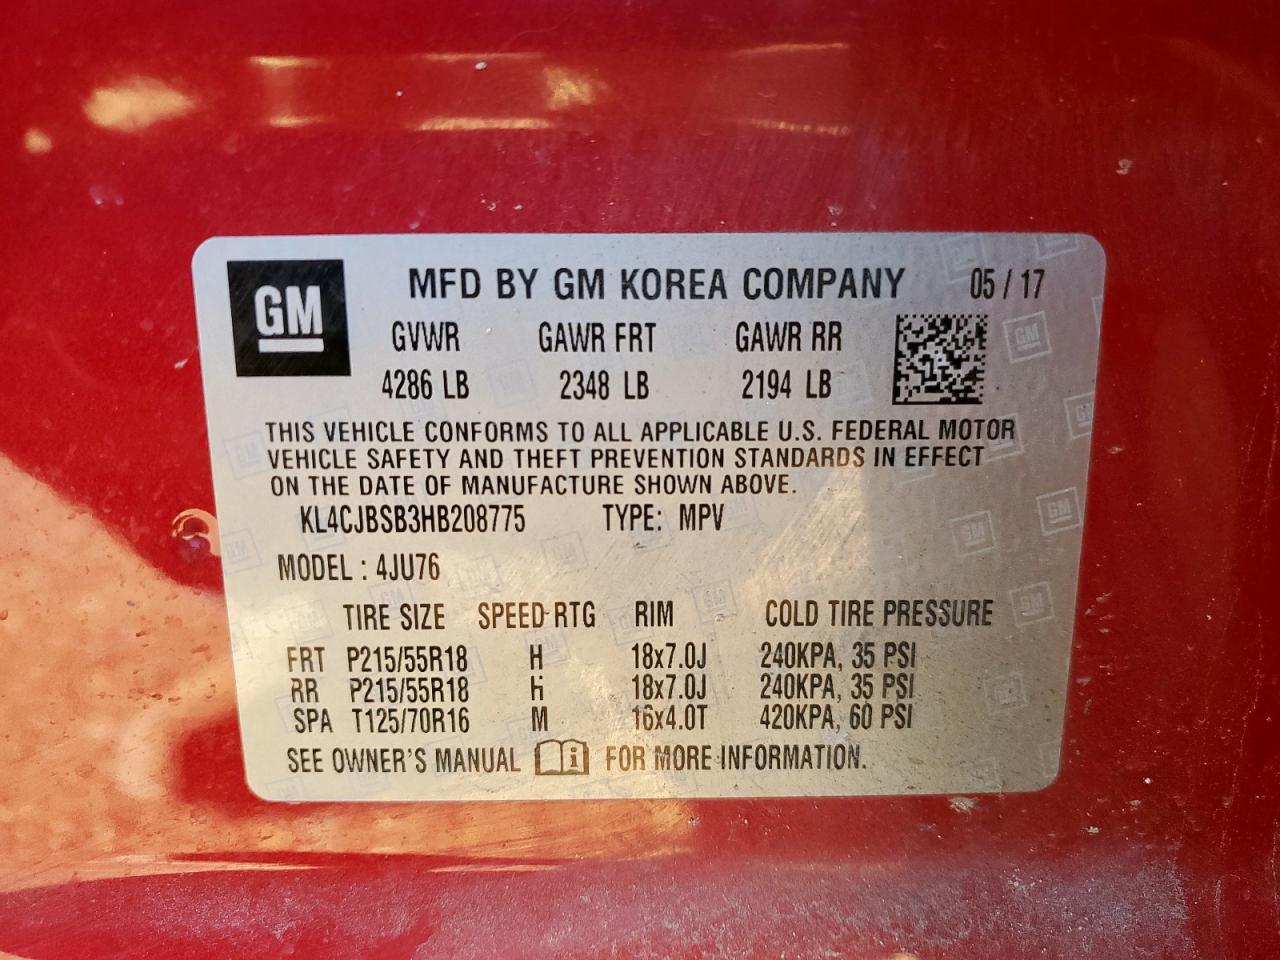 GM
MFD BY GM KOREA COMPANY 05 / 17
GVWR GAWR FRT GAWR RR
4286 LB 2348 LB 2194 LB
THIS VEHICLE CONFORMS TO ALL APPLICABLE U.S. FEDERAL MOTOR
VEHICLE SAFETY AND THEFT PREVENTION STANDARDS IN EFFECT
ON THE DATE OF MANUFACTURE SHOWN ABOVE.
KL4CJBSB3HB208775 TYPE: MPV
MODEL : 4JU76
TIRE SIZE SPEED RTG RIM COLD TIRE PRESSURE
FRT P215/55R18 H 18x7.0J 240KPA, 35 PSI
RR P215/55R18 H 18x7.0J 240KPA, 35 PSI
SPA T125/70R16 M 16x4.0T 420KPA, 60 PSI
SEE OWNER'S MANUAL i FOR MORE INFORMATION.